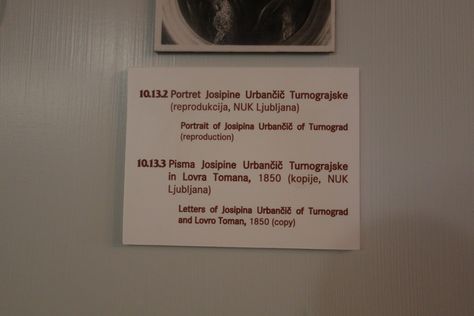 10.13.2 Portret Josipine Urbančič Turnograjske
(reprodukcija, NUK Ljubljana)
Portrait of Josipina Urbančič of Turnograd
(reproduction)
10.13.3 Pisma Josipine Urbančič Turnograjske
in Lovra Tomana, 1850 (kopije, NUK
Ljubljana)
Letters of Josipina Urbančič of Turnograd
and Lovro Toman, 1850 (copy)